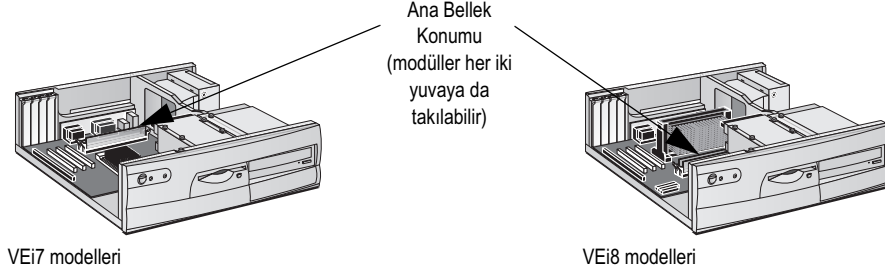 Ana Bellek
Konumu
(modüller her iki
yuvaya da
takılabilir)
VEi7 modelleri
VEi8 modelleri